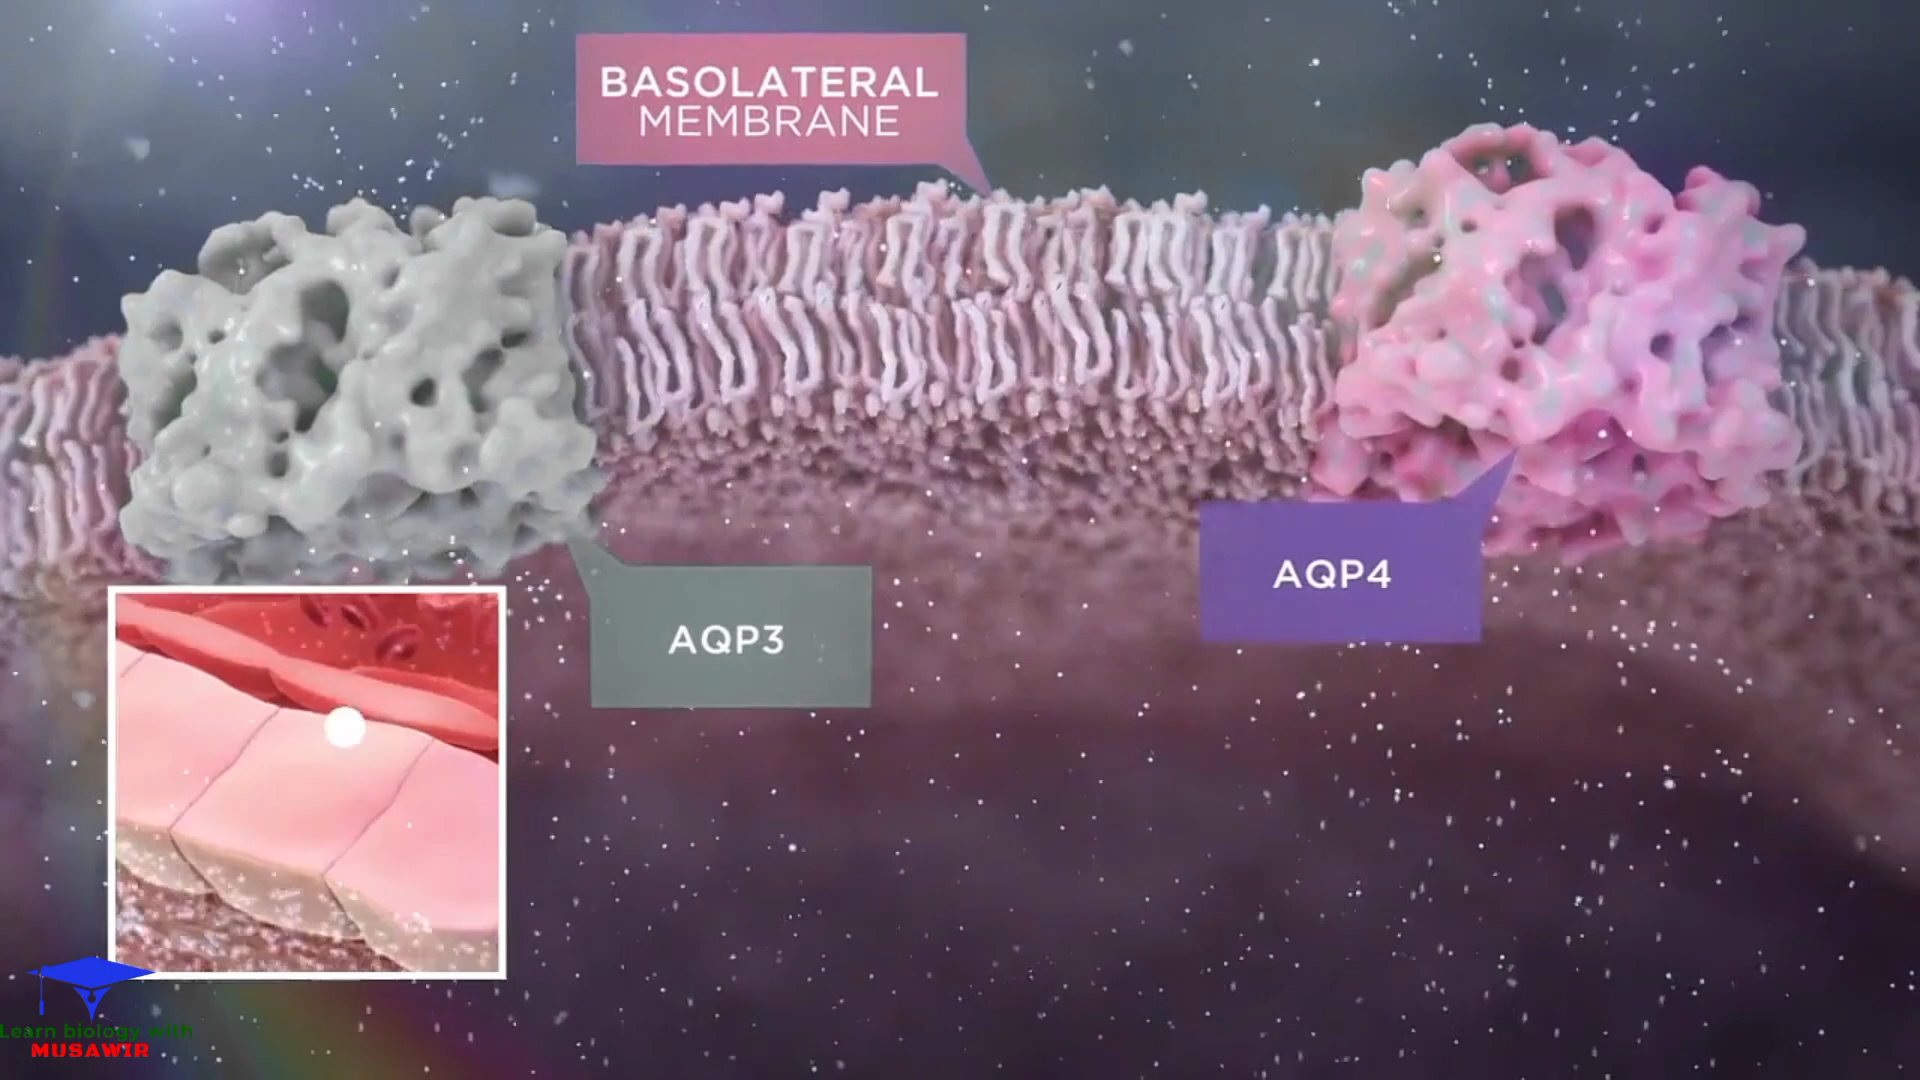 BASOLATERAL
MEMBRANE
AQP4
AQP3
Learn biology with
MUSAWIR